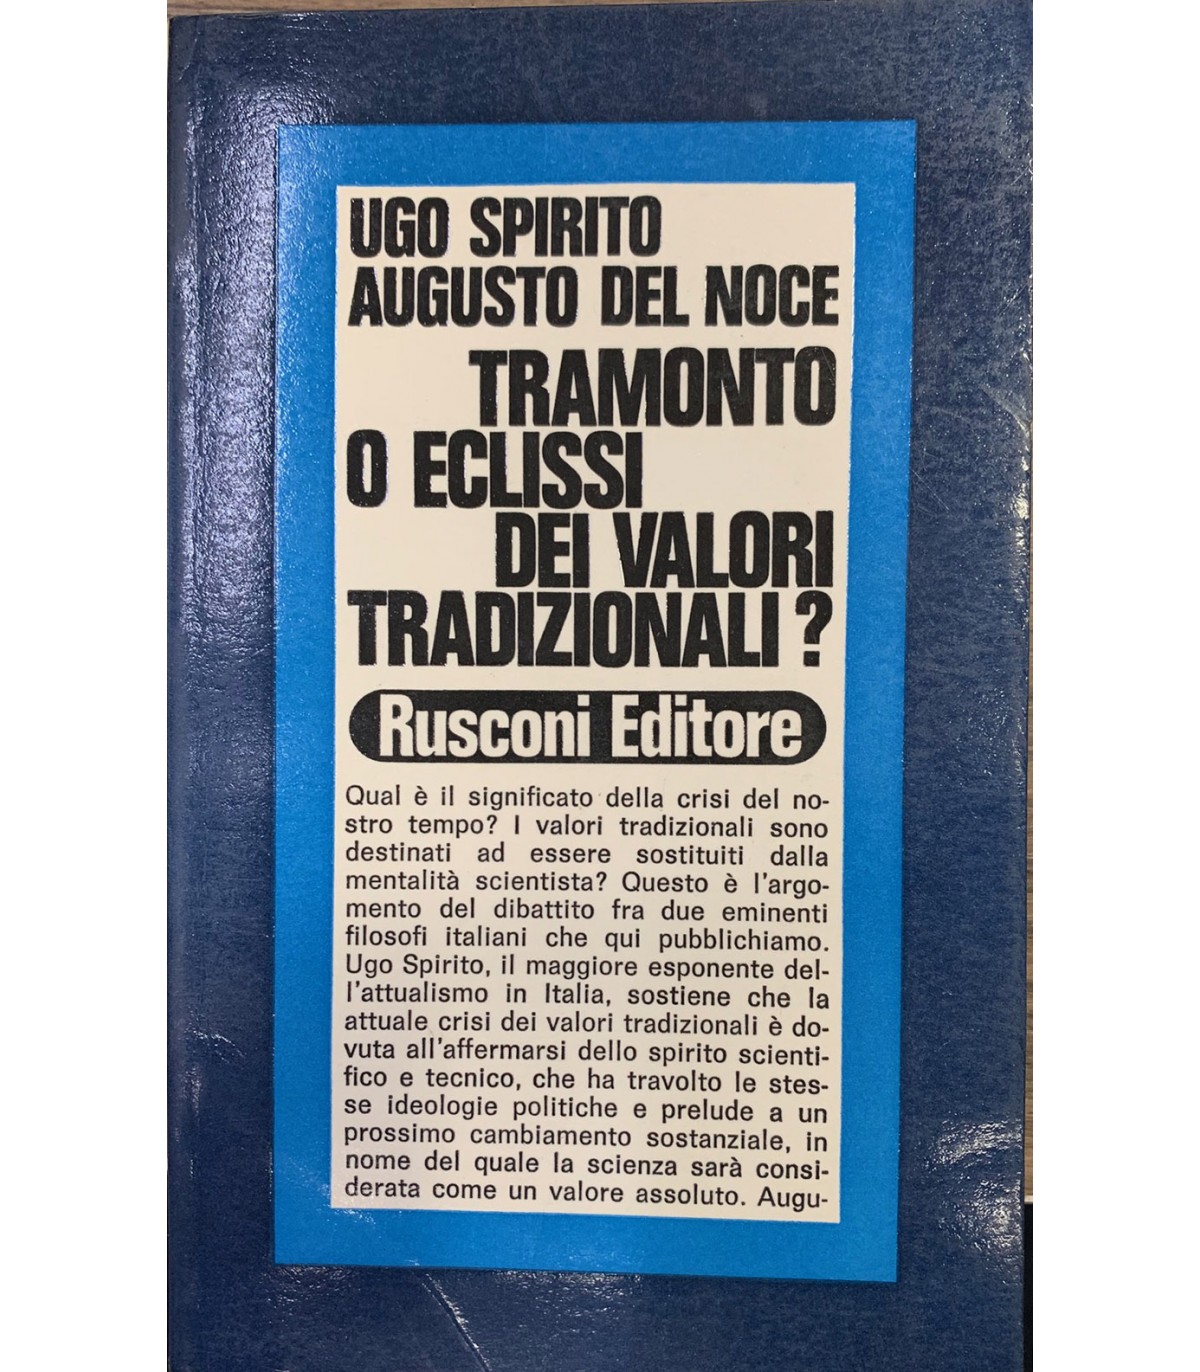 UGO SPIRITO
AUGUSTO DEL NOCE
TRAMONTO
O ECLISSI
DEI VALORI
TRADIZIONALI?
Rusconi Editore
Qual è il significato della crisi del no-
stro tempo? I valori tradizionali sono
destinati ad essere sostituiti dalla
mentalità scientista? Questo è l'argo-
mento del dibattito fra due eminenti
filosofi italiani che qui pubblichiamo.
Ugo Spirito, il maggiore esponente del-
l'attualismo in Italia, sostiene che la
attuale crisi dei valori tradizionali è do-
vuta all'affermarsi dello spirito scienti-
fico e tecnico, che ha travolto le stes-
se ideologie politiche e prelude a un
prossimo cambiamento sostanziale, in
nome del quale la scienza sarà consi-
derata come un valore assoluto. Augu-